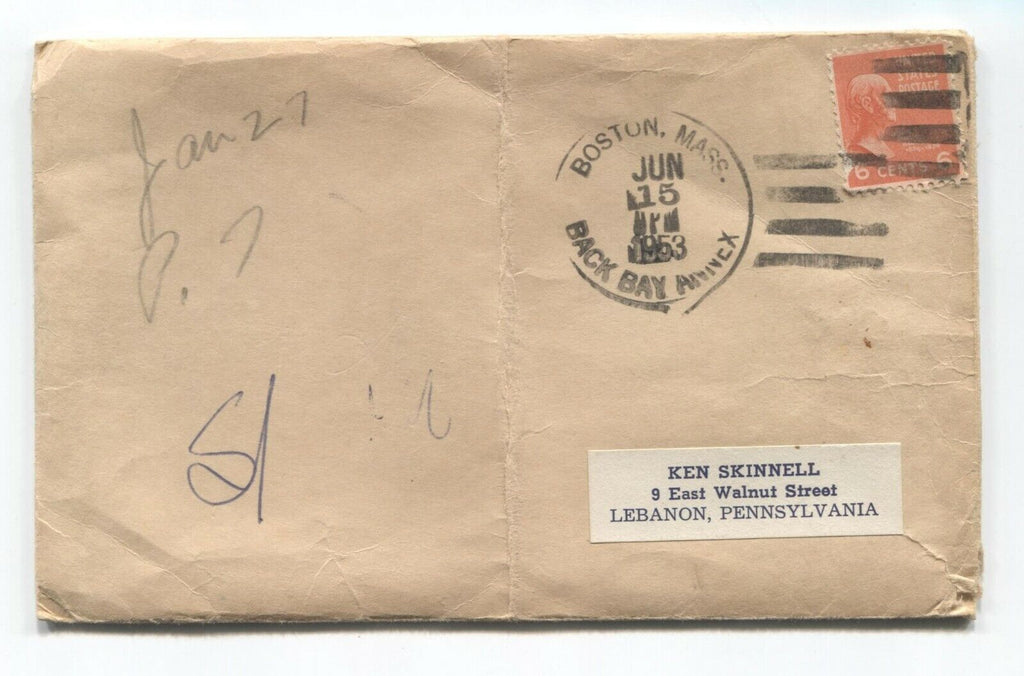 Jan 27
P. 7
BOSTON, MASS.
JUN
15
PM
1953
BACK BAY ANNEX
UNITED
STATES
POSTAGE
6 CENTS 6
KEN SKINNELL
9 East Walnut Street
LEBANON, PENNSYLVANIA